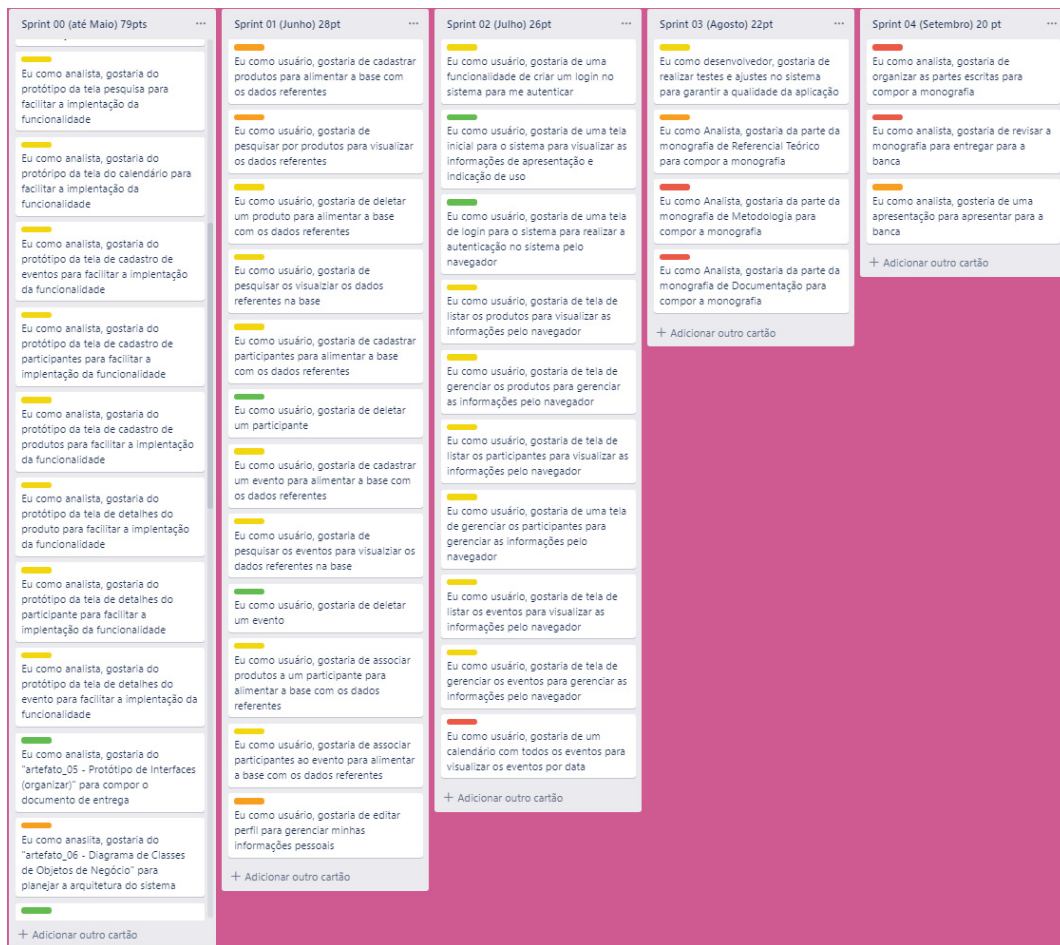 Sprint 00 (até Maio) 79pts
Eu como analista, gostaria do
protótipo da tela pesquisa para
facilitar a implentação da
funcionalidade
Eu como analista, gostaria do
protóripo da tela do calendário para
facilitar a implentação da
funcionalidade
Eu como analista, gostaria do
protótipo da tela de cadastro de
eventos para facilitar a implentação
da funcionalidade
Eu como analista, gostaria do
protótipo da tela de cadastro de
participantes para facilitar a
implentação da funcionalidade
Eu como analista, gostaria do
protótipo da tela de cadastro de
produtos para facilitar a implentação
da funcionalidade
Eu como analista, gostaria do
protótipo da tela de detalhes do
produto para facilitar a implentação
da funcionalidade
Eu como analista, gostaria do
protótipo da tela de detalhes do
participante para facilitar a
implentação da funcionalidade
Eu como analista, gostaria do
protótipo da tela de detalhes do
evento para facilitar a implentação da
funcionalidade
Eu como analista, gostaria do
"artefato_05 - Protótipo de Interfaces
(organizar)" para compor o
documento de entrega
Eu como anaslita, gostaria do
"artefato_06 - Diagrama de Classes
de Objetos de Negócio" para
planejar a arquitetura do sistema
+ Adicionar outro cartão
Sprint 01 (Junho) 28pt
Eu como usuário, gostaria de cadastrar
produtos para alimentar a base com
os dados referentes
Eu como usuário, gostaria de
pesquisar por produtos para visualizar
os dados referentes
Eu como usuário, gostaria de deletar
um produto para alimentar a base
com os dados referentes
Eu como usuário, gostaria de
pesquisar os visualziar os dados
referentes na base
Eu como usuário, gostaria de cadastrar
participantes para alimentar a base
com os dados referentes
Eu como usuário, gostaria de deletar
um participante
Eu como usuário, gostaria de cadastrar
um evento para alimentar a base com
os dados referentes
Eu como usuário, gostaria de
pesquisar os eventos para visualziar os
dados referentes na base
Eu como usuário, gostaria de deletar
um evento
Eu como usuário, gostaria de associar
produtos a um participante para
alimentar a base com os dados
referentes
Eu como usuário, gostaria de associar
participantes ao evento para alimentar
a base com os dados referentes
Eu como usuário, gostaria de editar
perfil para gerenciar minhas
informações pessoais
+ Adicionar outro cartão
Sprint 02 (Julho) 26pt
Eu como usuário, gostaria de uma
funcionalidade de criar um login no
sistema para me autenticar
Eu como usuário, gostaria de uma tela
inicial para o sistema para visualizar as
informações de apresentação e
indicação de uso
Eu como usuário, gostaria de uma tela
de login para o sistema para realizar a
autenticação no sistema pelo
navegador
Eu como usuário, gostaria de tela de
listar os produtos para visualizar as
informações pelo navegador
Eu como usuário, gostaria de tela de
gerenciar os produtos para gerenciar
as informações pelo navegador
Eu como usuário, gostaria de tela de
listar os participantes para visualizar as
informações pelo navegador
Eu como usuário, gostaria de uma tela
de gerenciar os participantes para
gerenciar as informações pelo
navegador
Eu como usuário, gostaria de tela de
listar os eventos para visualizar as
informações pelo navegador
Eu como usuário, gostaria de tela de
gerenciar os eventos para gerenciar as
informações pelo navegador
Eu como usuário, gostaria de um
calendário com todos os eventos para
visualizar os eventos por data
+ Adicionar outro cartão
Sprint 03 (Agosto) 22pt
Eu como desenvolvedor, gostaria de
realizar testes e ajustes no sistema
para garantir a qualidade da aplicação
Eu como Analista, gostaria da parte da
monografia de Referencial Teórico
para compor a monografia
Eu como Analista, gostaria da parte da
monografia de Metodologia para
compor a monografia
Eu como Analista, gostaria da parte da
monografia de Documentação para
compor a monografia
+ Adicionar outro cartão
Sprint 04 (Setembro) 20 pt
Eu como analista, gostaria de
organizar as partes escritas para
compor a monografia
Eu como analista, gostaria de revisar a
monografia para entregar para a
banca
Eu como analista, gosteria de uma
apresentação para apresentar para a
banca
+ Adicionar outro cartão